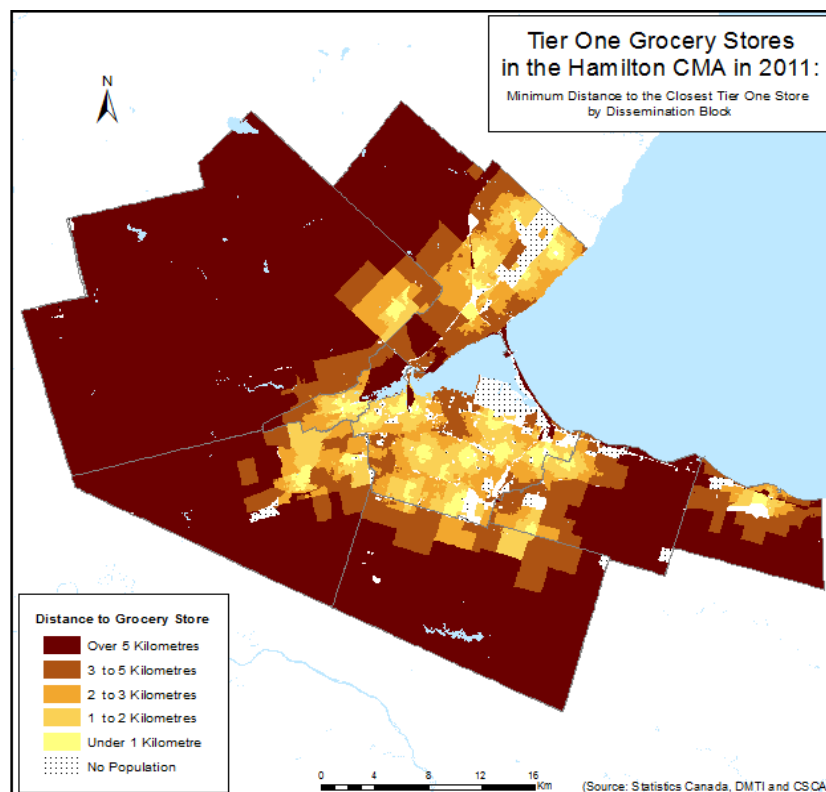 Tier One Grocery Stores
in the Hamilton CMA in 2011:
Minimum Distance to the Closest Tier One Store
by Dissemination Block
N
Distance to Grocery Store
Over 5 Kilometres
3 to 5 Kilometres
2 to 3 Kilometres
1 to 2 Kilometres
Under 1 Kilometre
No Population
0 2 4 8 12 16
Km
(Source: Statistics Canada, DMTI and CSCA